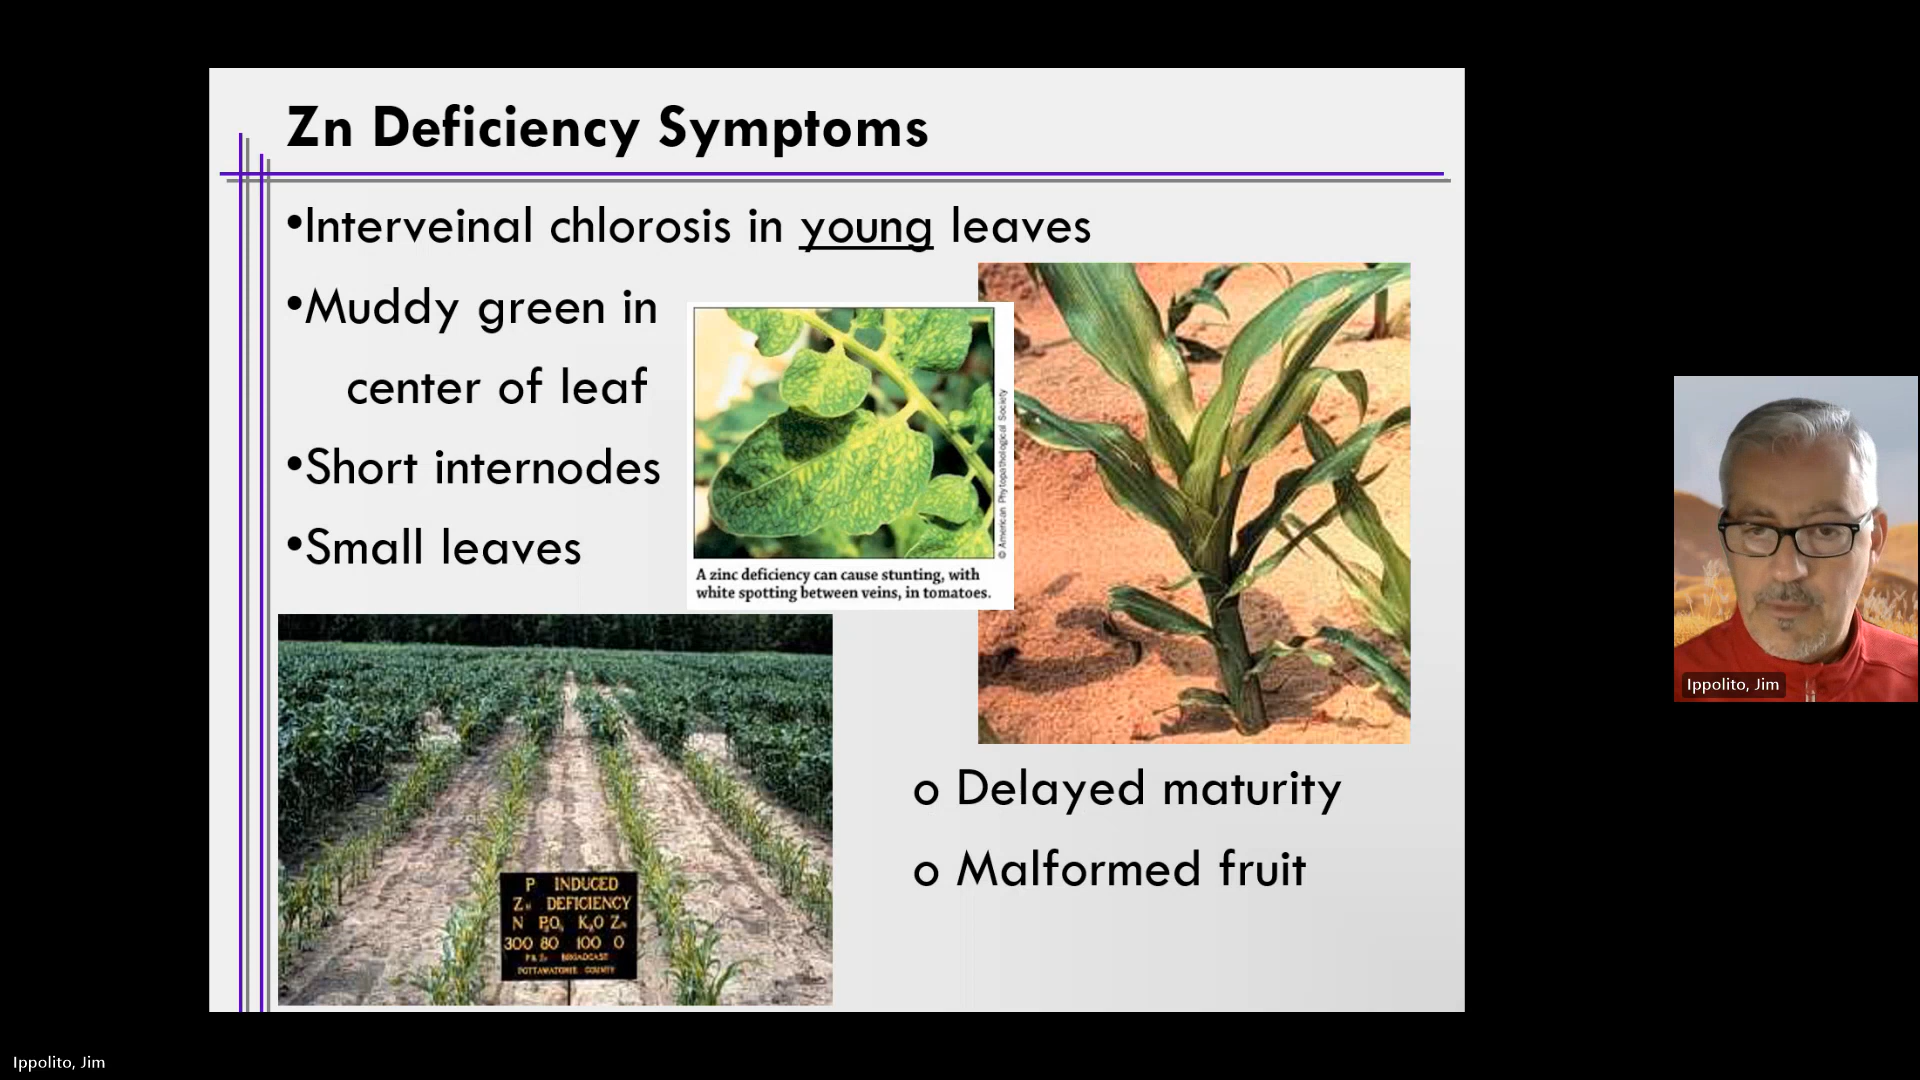 Zn Deficiency Symptoms
•Interveinal chlorosis in young leaves
•Muddy green in
center of leaf
•Short internodes
•Small leaves
© American Phytopathological Society
A zinc deficiency can cause stunting, with
white spotting between veins, in tomatoes.
P INDUCED
Zn DEFICIENCY
N P₂O₅ K₂O Zn
300 80 100 0
P & Zn BROADCAST
POTTAWATOMIE COUNTY
o Delayed maturity
o Malformed fruit
Ippolito, Jim
Ippolito, Jim